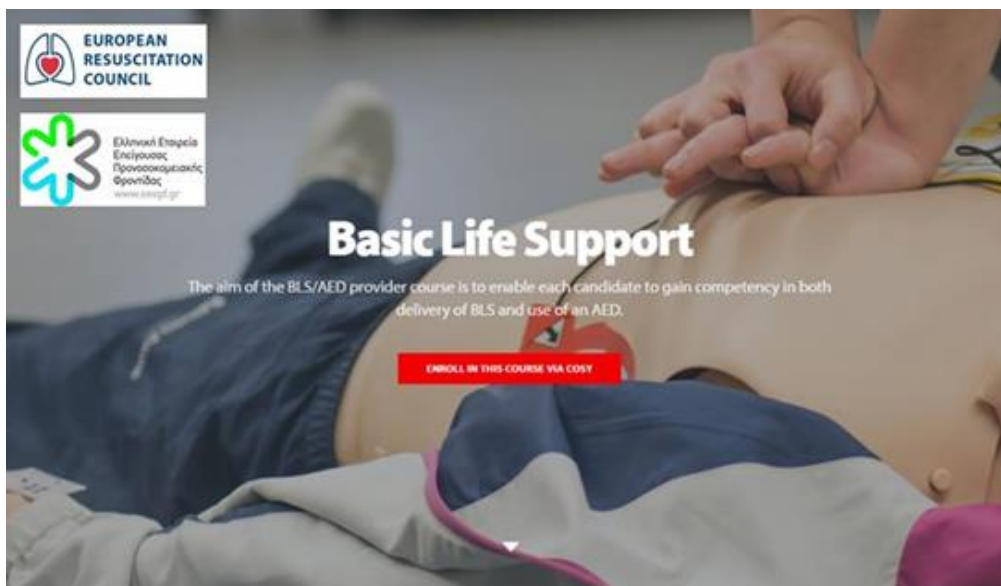 EUROPEAN
RESUSCITATION
COUNCIL
Ελληνική Εταιρεία
Επείγουσας
Προνοσοκομειακής
Φροντίδας
www.eeepf.gr
Basic Life Support
The aim of the BLS/AED provider course is to enable each candidate to gain competency in both
delivery of BLS and use of an AED.
ENROLL IN THIS COURSE VIA COSY